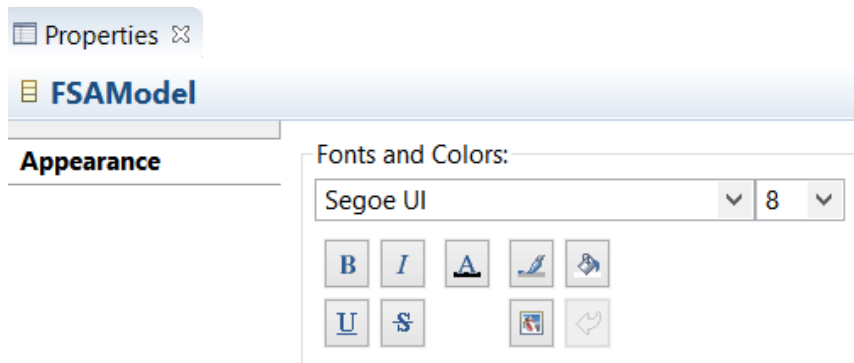 Properties
FSAModel
Appearance
Fonts and Colors:
Segoe UI 8
B I A
U S